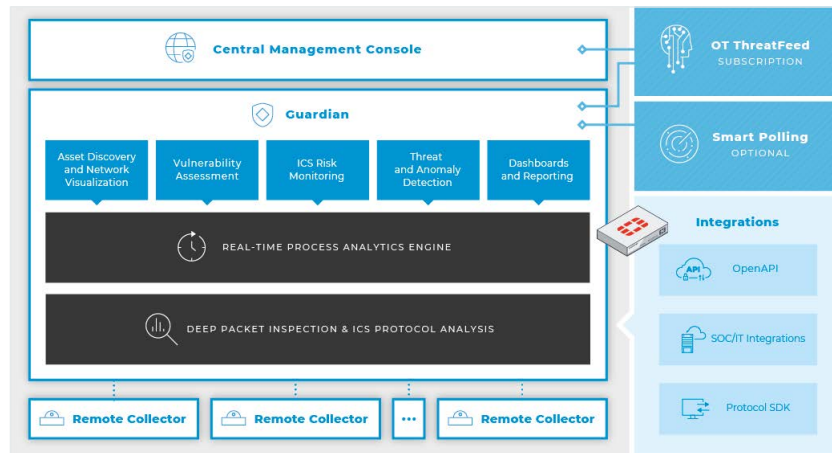 Central Management Console
OT ThreatFeed
SUBSCRIPTION
Guardian
Smart Polling
OPTIONAL
Asset Discovery
and Network
Visualization
Vulnerability
Assessment
ICS Risk
Monitoring
Threat
and Anomaly
Detection
Dashboards
and Reporting
REAL-TIME PROCESS ANALYTICS ENGINE
DEEP PACKET INSPECTION & ICS PROTOCOL ANALYSIS
Integrations
API
OpenAPI
SOC/IT Integrations
Protocol SDK
Remote Collector
Remote Collector
...
Remote Collector